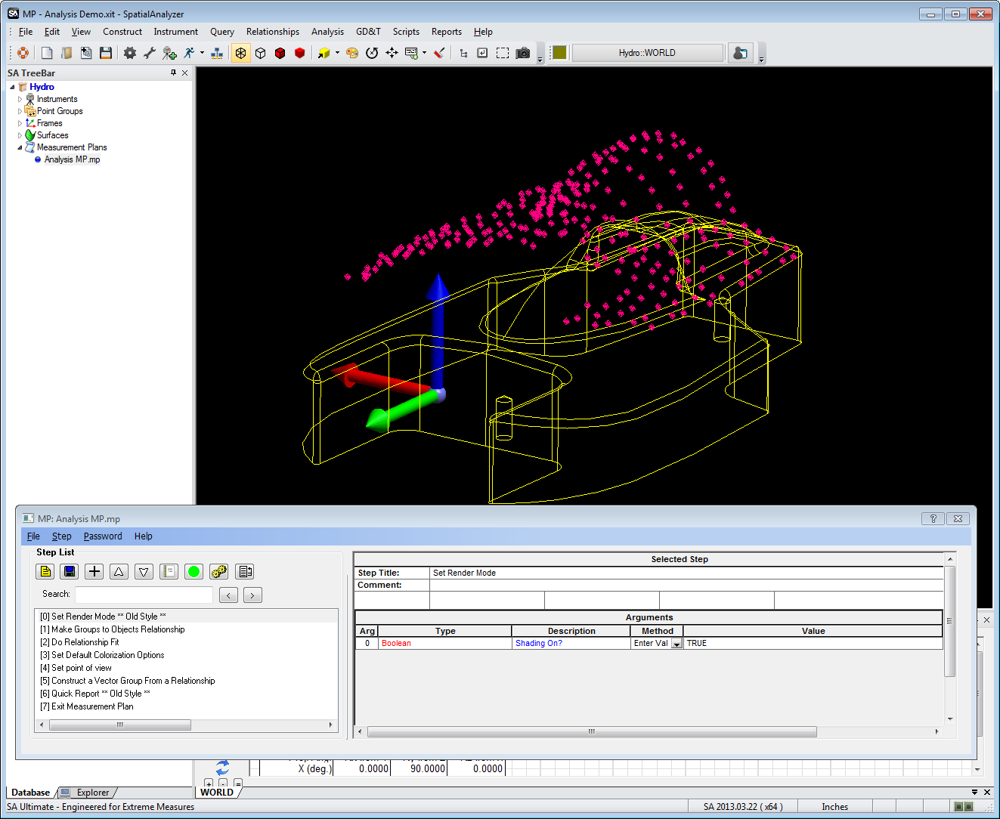 MP - Analysis Demo.xit - SpatialAnalyzer
File Edit View Construct Instrument Query Relationships Analysis GD&T Scripts Reports Help
Hydro::WORLD
SA TreeBar
Hydro
Instruments
Point Groups
Frames
Surfaces
Measurement Plans
Analysis MP.mp
MP: Analysis MP.mp
File Step Password Help
Step List
Search:
[0] Set Render Mode ** Old Style **
[1] Make Groups to Objects Relationship
[2] Do Relationship Fit
[3] Set Default Colorization Options
[4] Set point of view
[5] Construct a Vector Group From a Relationship
[6] Quick Report ** Old Style **
[7] Exit Measurement Plan
Selected Step
Step Title: Set Render Mode
Comment:
Arguments
Arg Type Description Method Value
0 Boolean Shading On? Enter Val TRUE
X (deg.) 0.0000 90.0000 0.0000
Database Explorer
WORLD
SA Ultimate - Engineered for Extreme Measures
SA 2013.03.22 ( x64 )
Inches